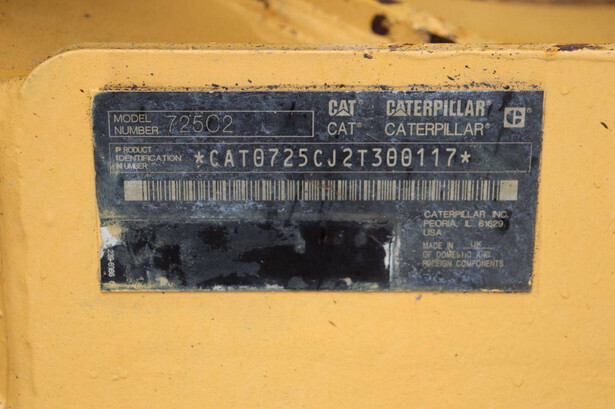 MODEL NUMBER 725C2
CAT CATERPILLAR C
CAT® CATERPILLAR®
PRODUCT IDENTIFICATION NUMBER *CAT0725CJ2T300117*
CATERPILLAR INC.
PEORIA, IL 61629
USA
MADE IN UK
OF DOMESTIC AND
FOREIGN COMPONENTS